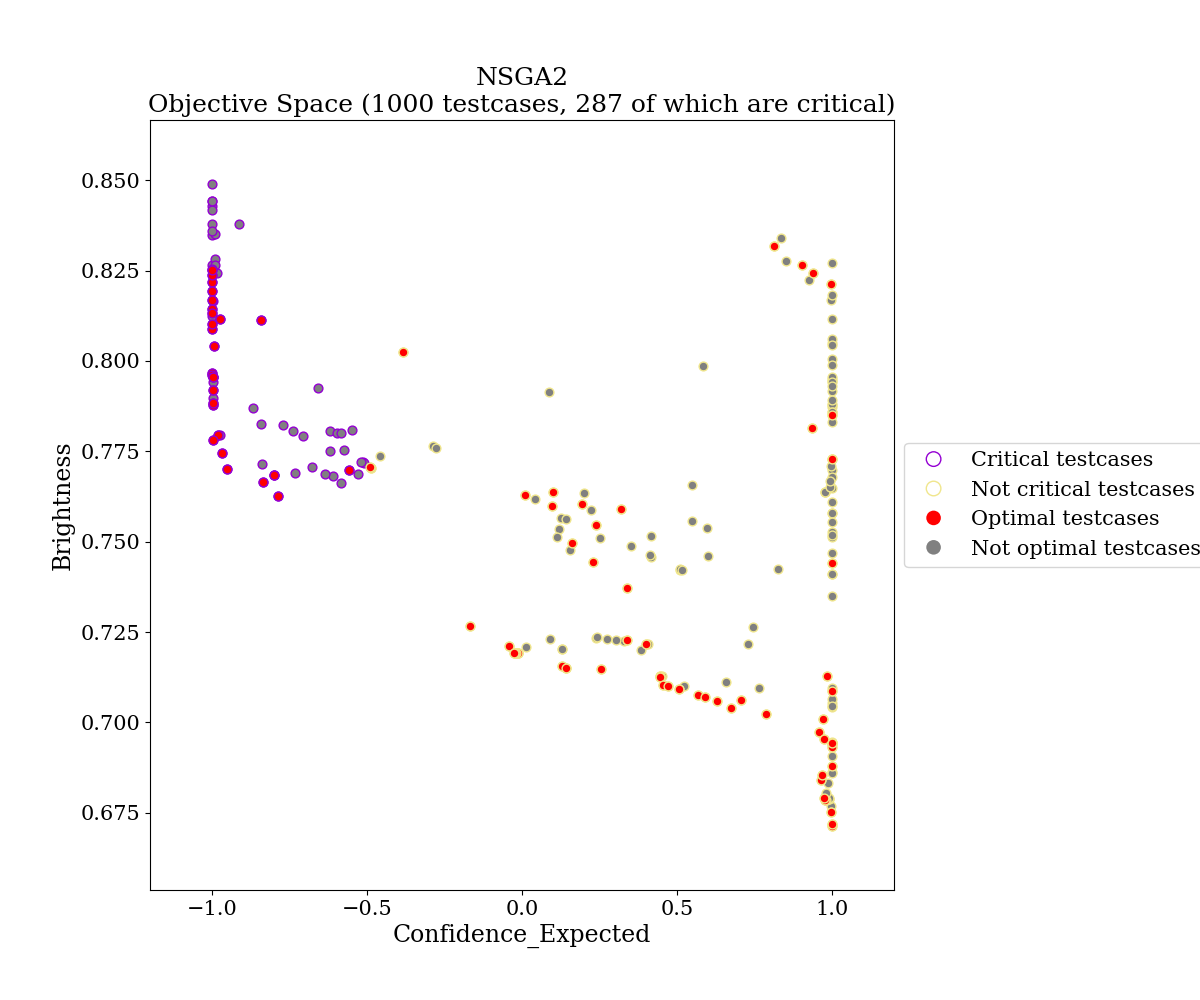 NSGA2
Objective Space (1000 testcases, 287 of which are critical)
0.850
0.825
0.800
0.775
0.750
0.725
0.700
0.675
Brightness
−1.0
−0.5
0.0
0.5
1.0
Confidence_Expected
Critical testcases
Not critical testcases
Optimal testcases
Not optimal testcases